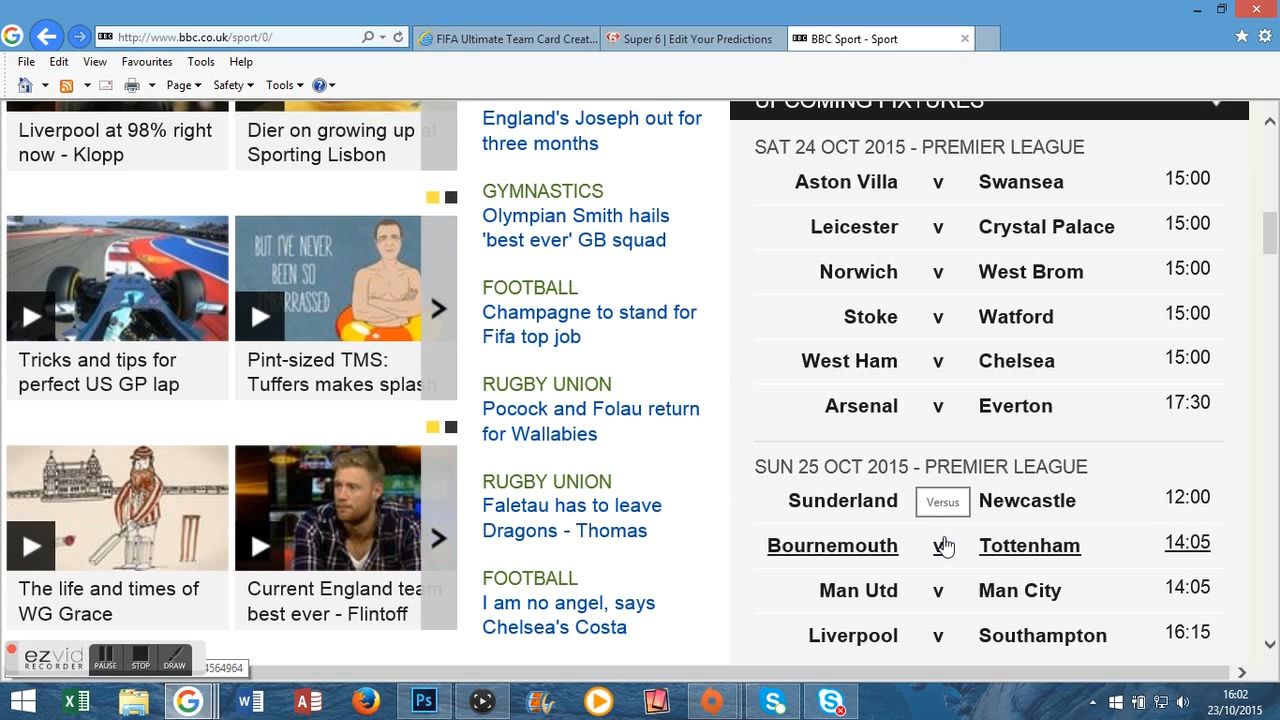 http://www.bbc.co.uk/sport/0/
FIFA Ultimate Team Card Creat...
Super 6 | Edit Your Predictions
BBC Sport - Sport
File Edit View Favourites Tools Help
Page Safety Tools
Liverpool at 98% right
now - Klopp
Dier on growing up at
Sporting Lisbon
BUT I'VE NEVER
BEEN SO
Tricks and tips for
perfect US GP lap
Pint-sized TMS:
Tuffers makes splash
The life and times of
WG Grace
Current England team
best ever - Flintoff
England's Joseph out for
three months
GYMNASTICS
Olympian Smith hails
'best ever' GB squad
FOOTBALL
Champagne to stand for
Fifa top job
RUGBY UNION
Pocock and Folau return
for Wallabies
RUGBY UNION
Faletau has to leave
Dragons - Thomas
FOOTBALL
I am no angel, says
Chelsea's Costa
UPCOMING FIXTURES
SAT 24 OCT 2015 - PREMIER LEAGUE
Aston Villa v Swansea 15:00
Leicester v Crystal Palace 15:00
Norwich v West Brom 15:00
Stoke v Watford 15:00
West Ham v Chelsea 15:00
Arsenal v Everton 17:30
SUN 25 OCT 2015 - PREMIER LEAGUE
Sunderland Versus Newcastle 12:00
Bournemouth v Tottenham 14:05
Man Utd v Man City 14:05
Liverpool v Southampton 16:15
ezvid
RECORDER
PAUSE STOP DRAW
4564964
16:02
23/10/2015